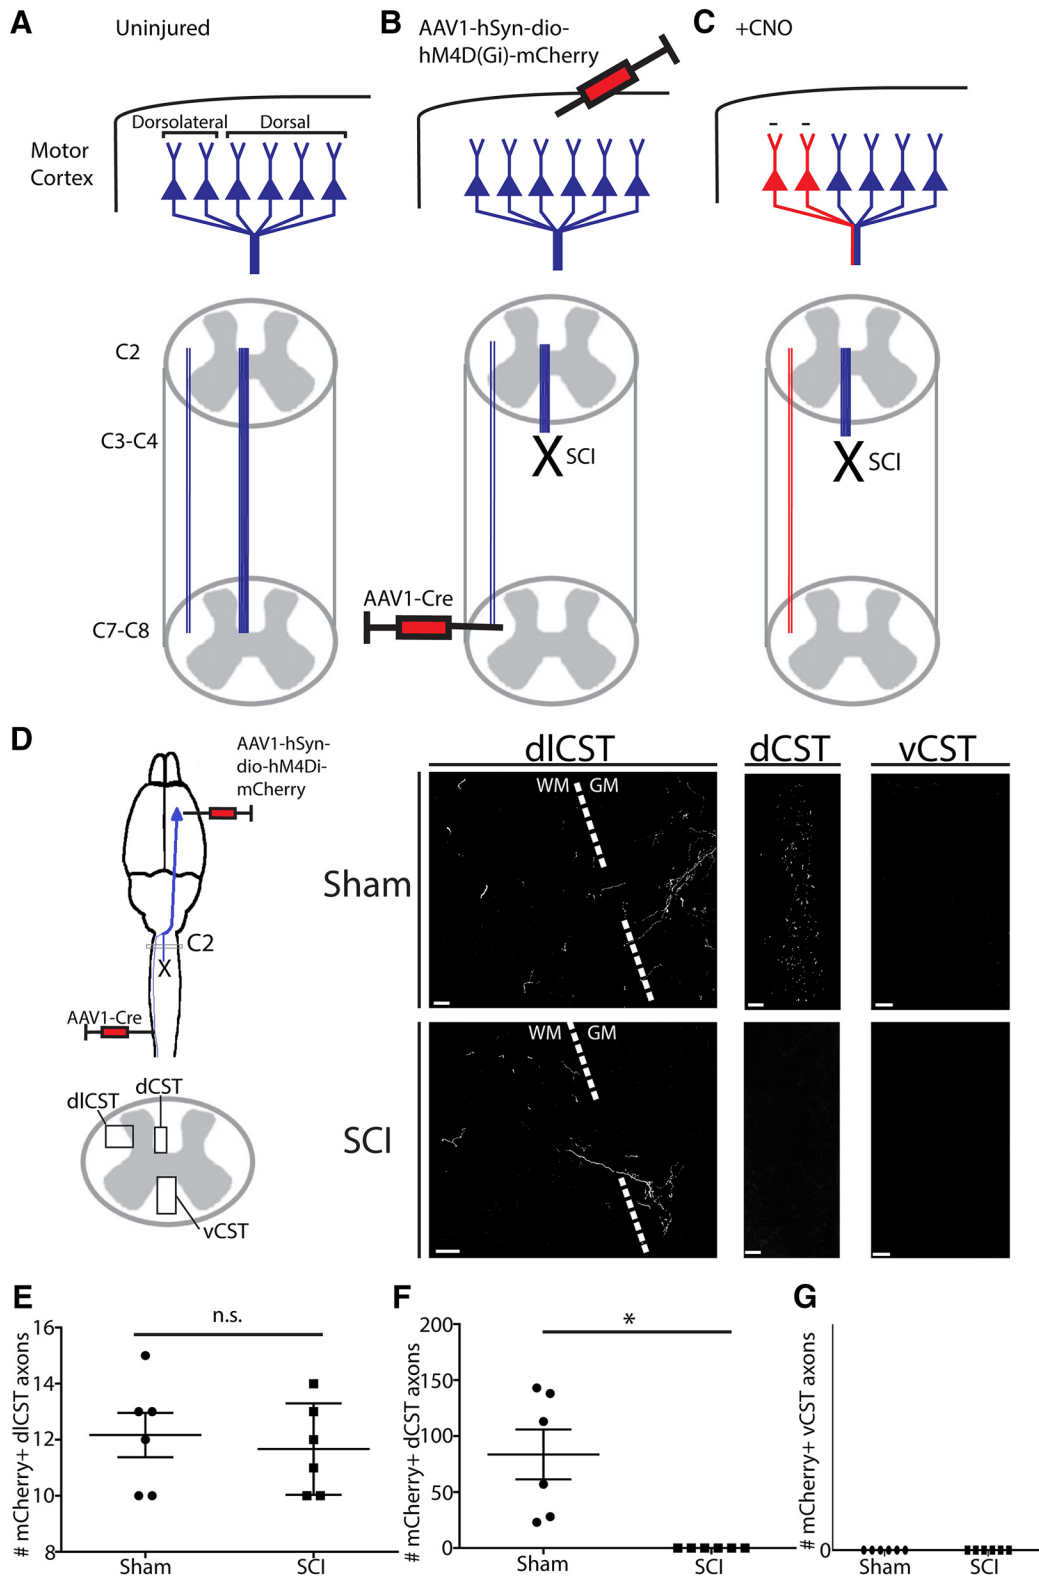 A
Uninjured
Dorsolateral
Dorsal
Motor
Cortex
C2
C3-C4
C7-C8
B
AAV1-hSyn-dio-
hM4D(Gi)-mCherry
X SCI
AAV1-Cre
C
+CNO
- -
X SCI
D
AAV1-hSyn-
dio-hM4Di-
mCherry
C2
X
AAV1-Cre
dCST
dlCST
vCST
dlCST
dCST
vCST
Sham
WM GM
SCI
WM GM
E
n.s.
# mCherry+ dlCST axons
16
14
12
10
8
Sham
SCI
F
*
# mCherry+ dCST axons
200
150
100
50
0
Sham
SCI
G
# mCherry+ vCST axons
0
Sham
SCI